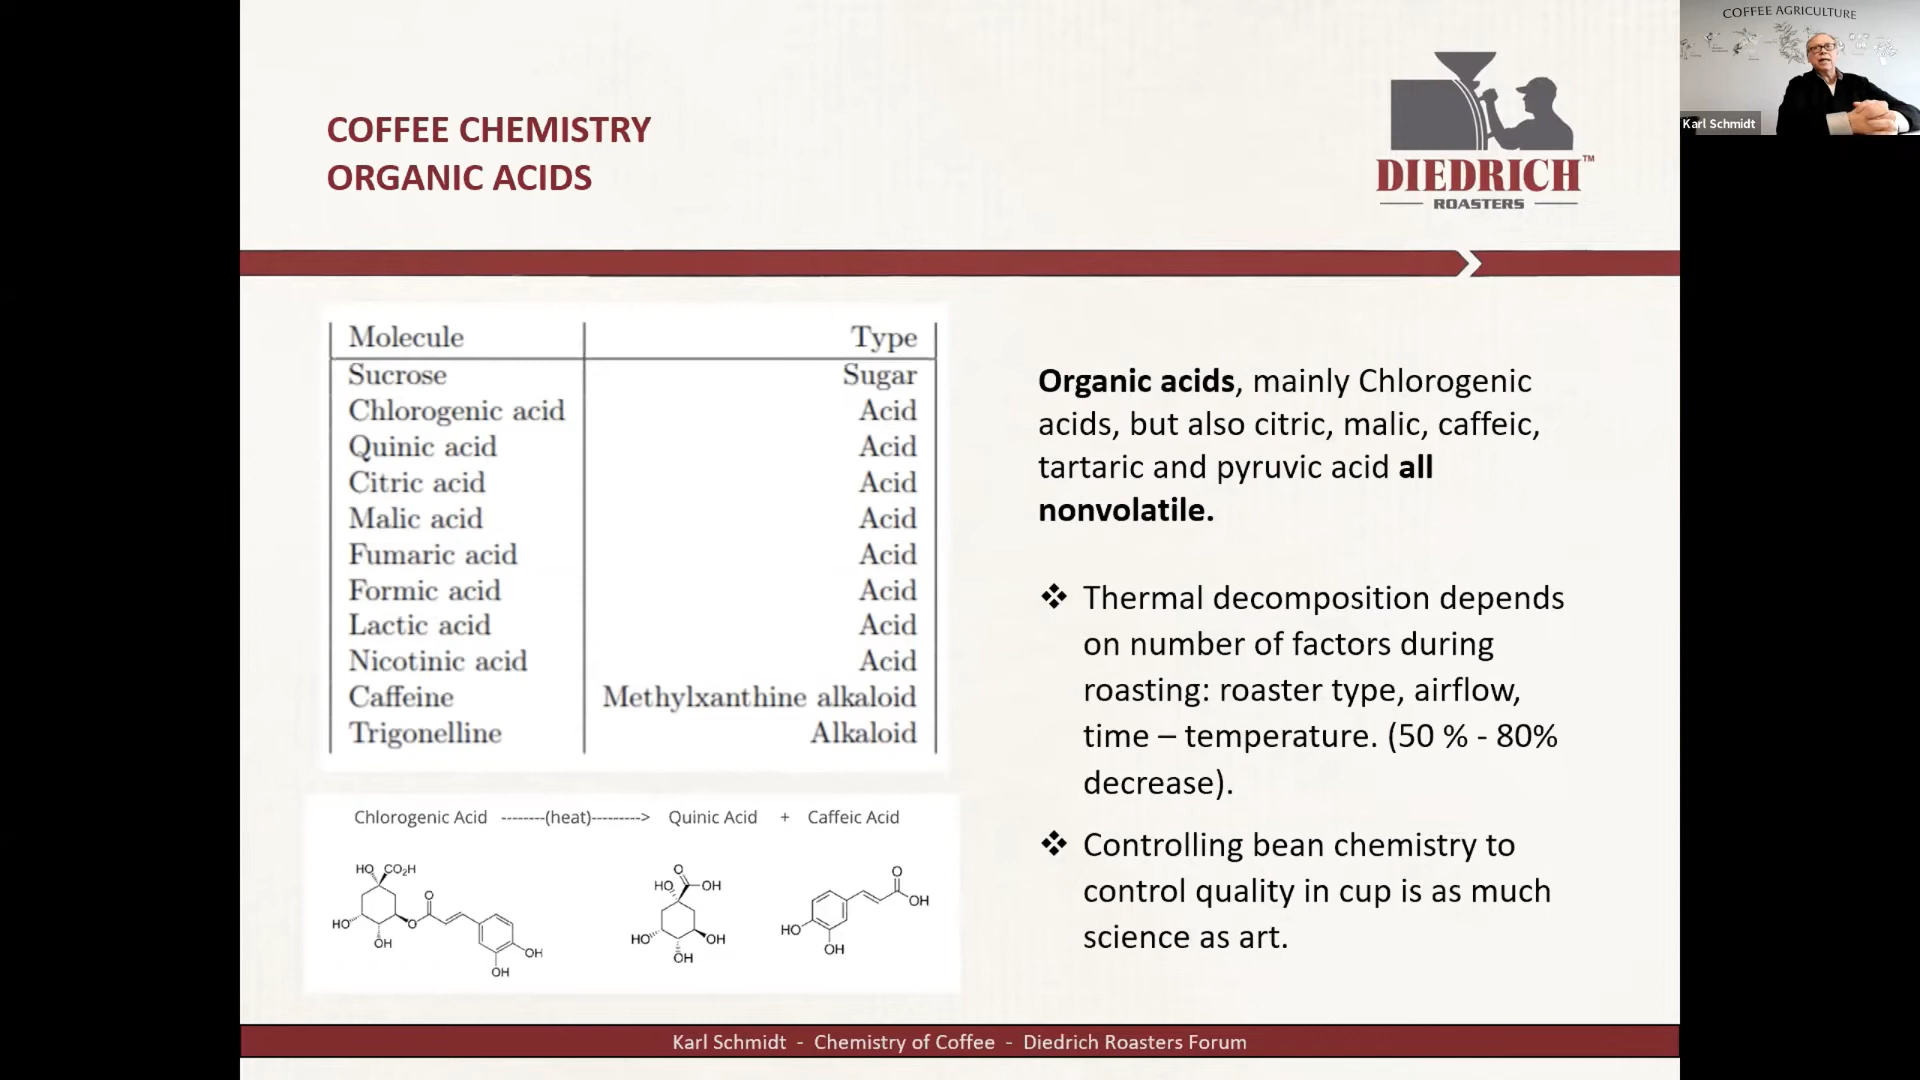 COFFEE AGRICULTURE
Karl Schmidt
COFFEE CHEMISTRY
ORGANIC ACIDS
DIEDRICH™
ROASTERS
Molecule Type
Sucrose Sugar
Chlorogenic acid Acid
Quinic acid Acid
Citric acid Acid
Malic acid Acid
Fumaric acid Acid
Formic acid Acid
Lactic acid Acid
Nicotinic acid Acid
Caffeine Methylxanthine alkaloid
Trigonelline Alkaloid
Organic acids, mainly Chlorogenic
acids, but also citric, malic, caffeic,
tartaric and pyruvic acid all
nonvolatile.
❖ Thermal decomposition depends
on number of factors during
roasting: roaster type, airflow,
time – temperature. (50 % - 80%
decrease).
❖ Controlling bean chemistry to
control quality in cup is as much
science as art.
Chlorogenic Acid --------(heat)---------> Quinic Acid + Caffeic Acid
HO CO₂H
O
HO
O
OH
OH
OH
O
HO OH
HO OH
OH
O
OH
HO
OH
Karl Schmidt - Chemistry of Coffee - Diedrich Roasters Forum